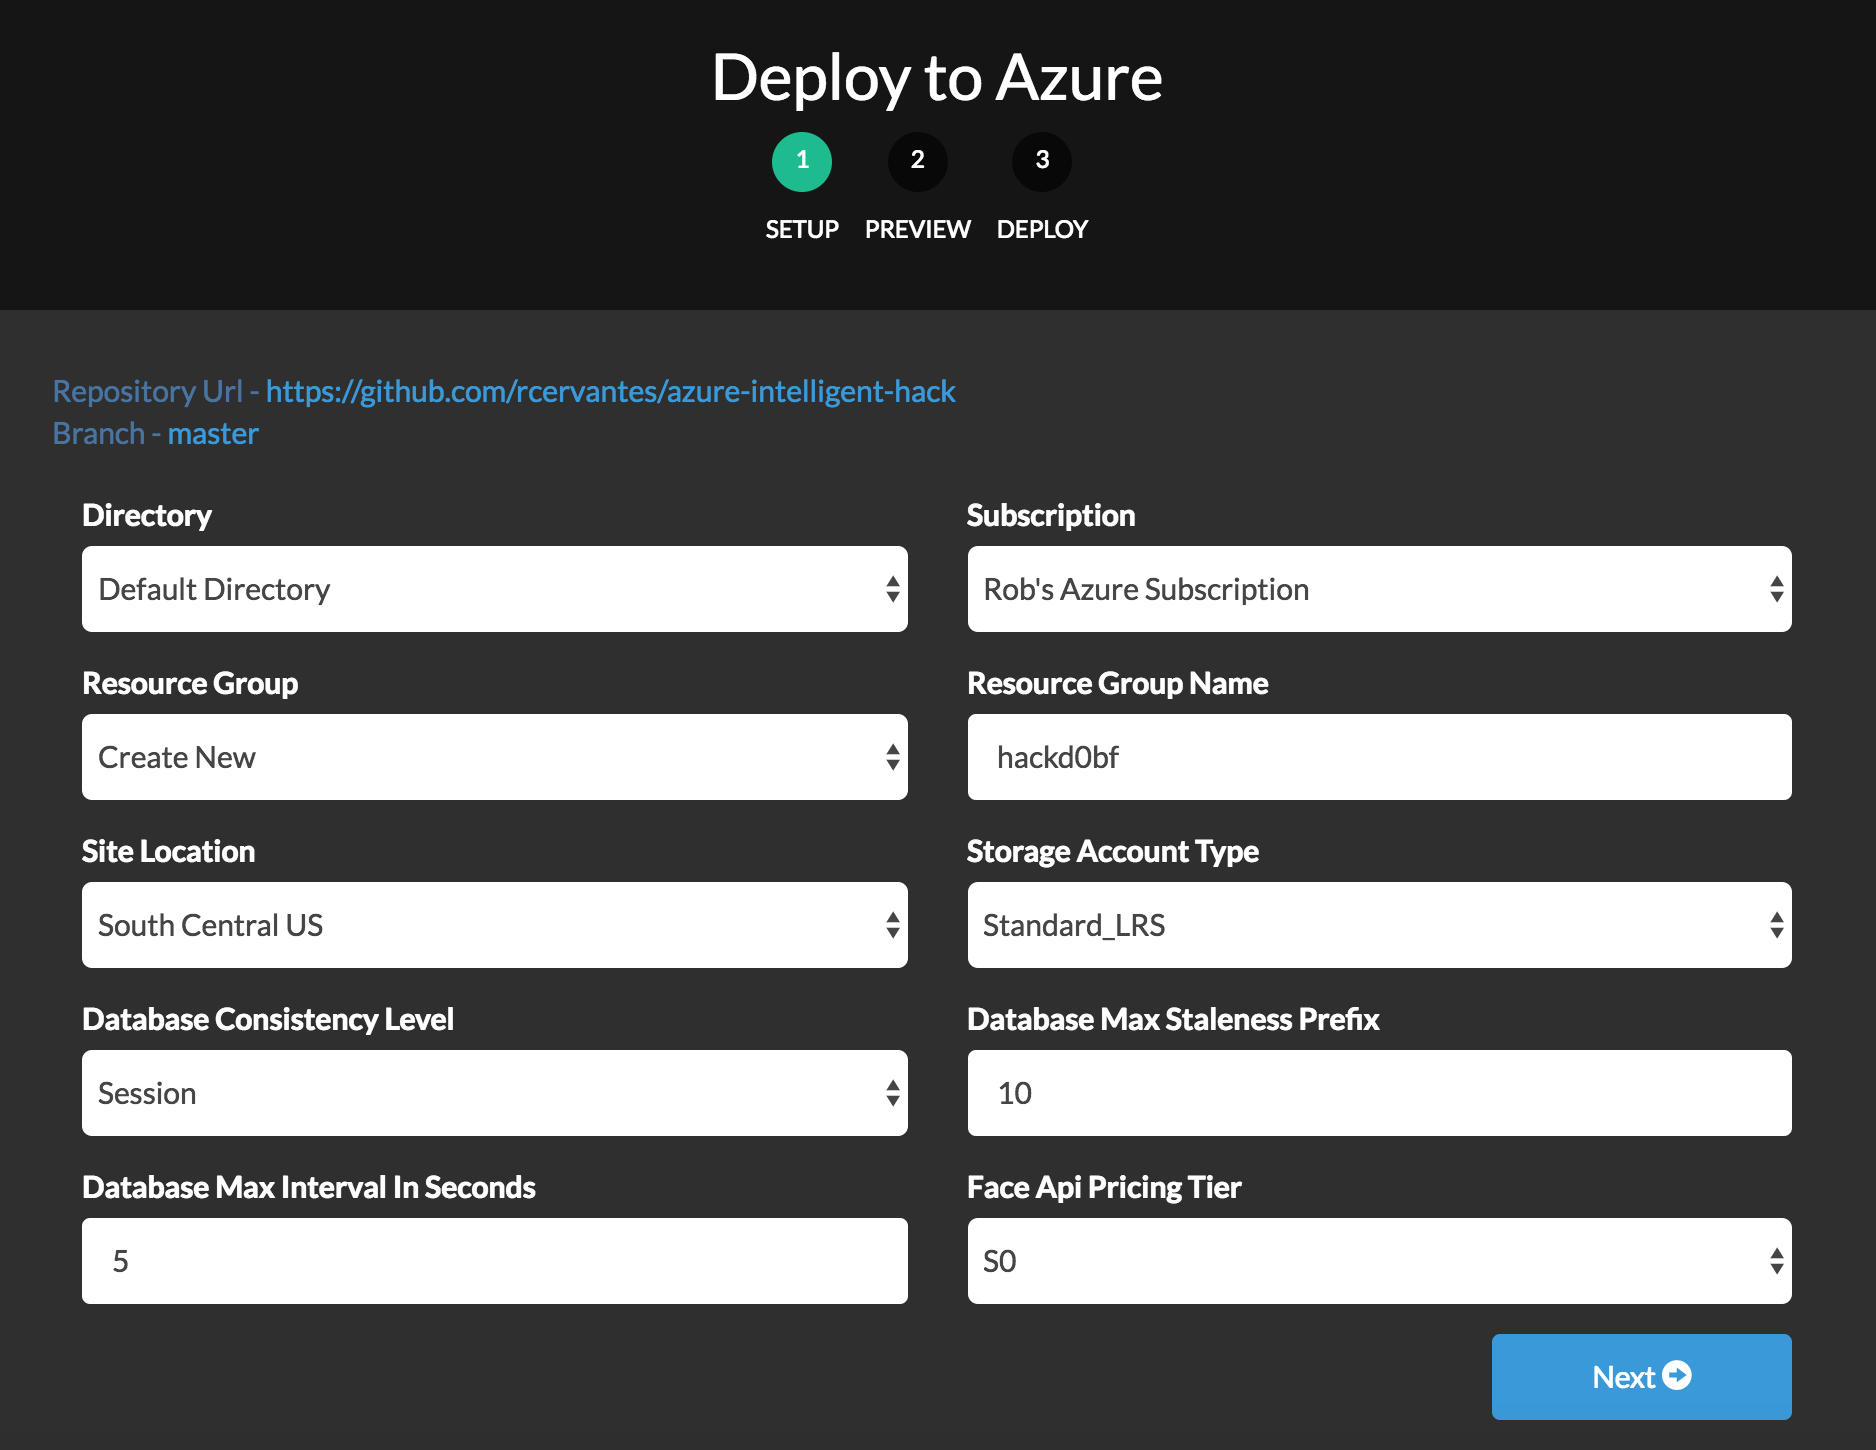 Deploy to Azure
1 2 3
SETUP PREVIEW DEPLOY
Repository Url - https://github.com/rcervantes/azure-intelligent-hack
Branch - master
Directory
Default Directory
Subscription
Rob's Azure Subscription
Resource Group
Create New
Resource Group Name
hackd0bf
Site Location
South Central US
Storage Account Type
Standard_LRS
Database Consistency Level
Session
Database Max Staleness Prefix
10
Database Max Interval In Seconds
5
Face Api Pricing Tier
S0
Next